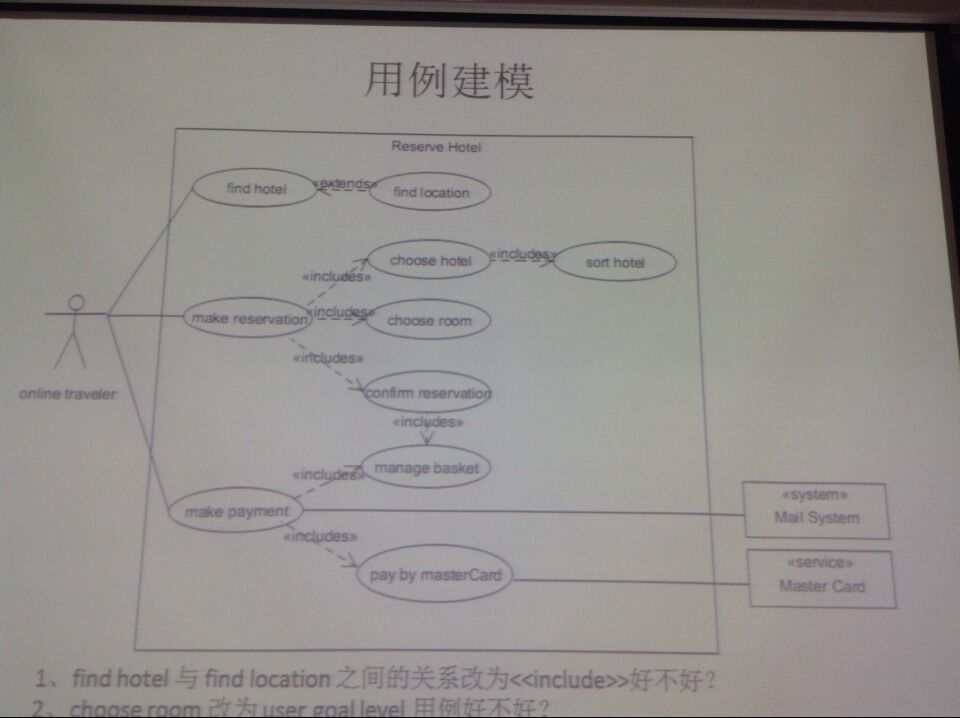 用例建模
Reserve Hotel
find hotel
«extends»
find location
choose hotel
«includes»
sort hotel
«includes»
make reservation
«includes»
choose room
«includes»
online traveler
confirm reservation
«includes»
manage basket
«includes»
make payment
«system»
Mail System
«includes»
pay by masterCard
«service»
Master Card
1、find hotel 与 find location 之间的关系改为<<include>>好不好?
2、choose room 改为 user goal level 用例好不好?